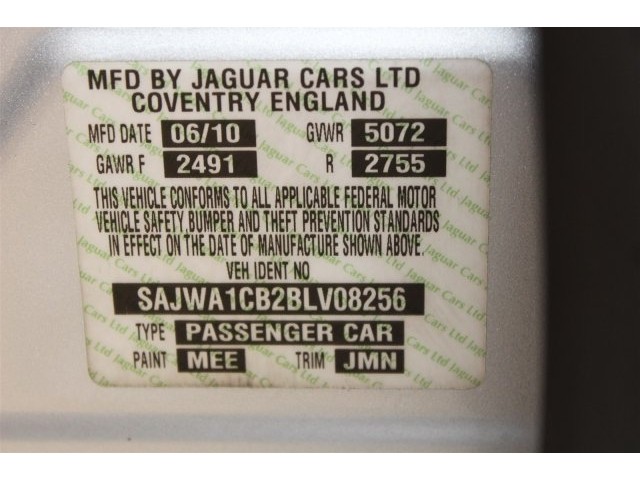 MFD BY JAGUAR CARS LTD
COVENTRY ENGLAND
MFD DATE 06/10 GVWR 5072
GAWR F 2491 R 2755
THIS VEHICLE CONFORMS TO ALL APPLICABLE FEDERAL MOTOR
VEHICLE SAFETY,BUMPER AND THEFT PREVENTION STANDARDS
IN EFFECT ON THE DATE OF MANUFACTURE SHOWN ABOVE.
VEH IDENT NO
SAJWA1CB2BLV08256
TYPE PASSENGER CAR
PAINT MEE TRIM JMN